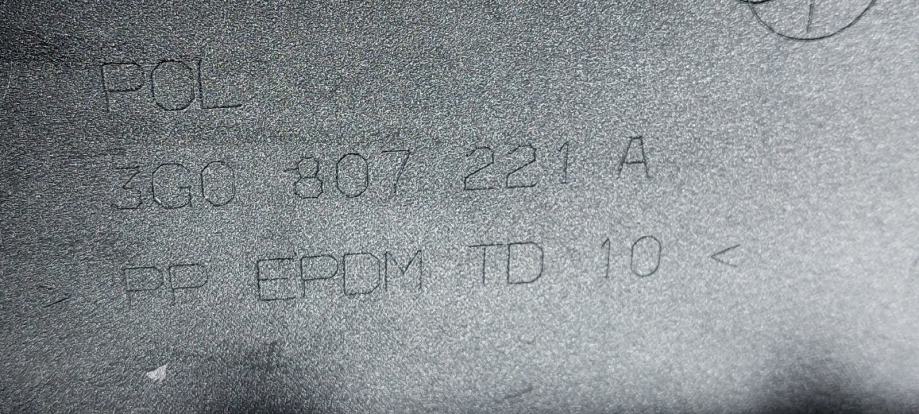 POL
3G0 807 221 A
> PP EPDM TD 10 <